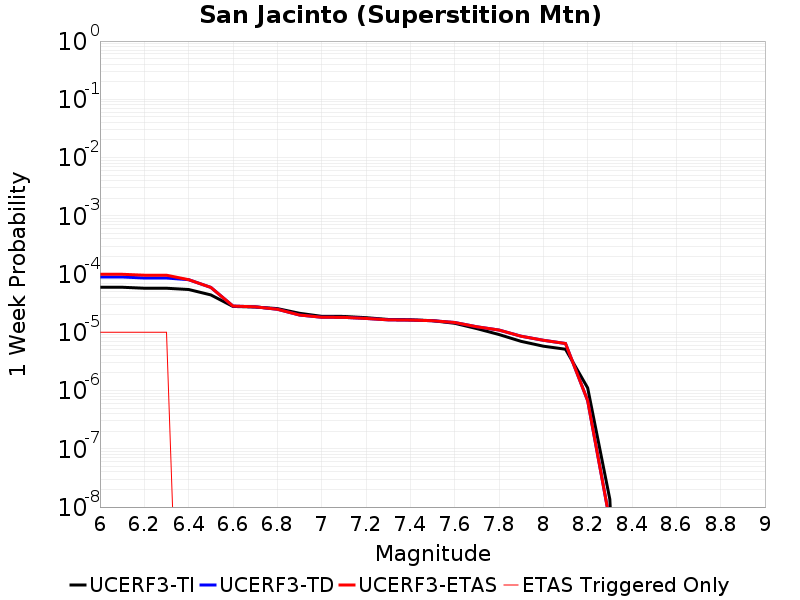 San Jacinto (Superstition Mtn)
10^0
10^-1
10^-2
10^-3
10^-4
10^-5
10^-6
10^-7
10^-8
1 Week Probability
6 6.2 6.4 6.6 6.8 7 7.2 7.4 7.6 7.8 8 8.2 8.4 8.6 8.8 9
Magnitude
UCERF3-TI UCERF3-TD UCERF3-ETAS ETAS Triggered Only